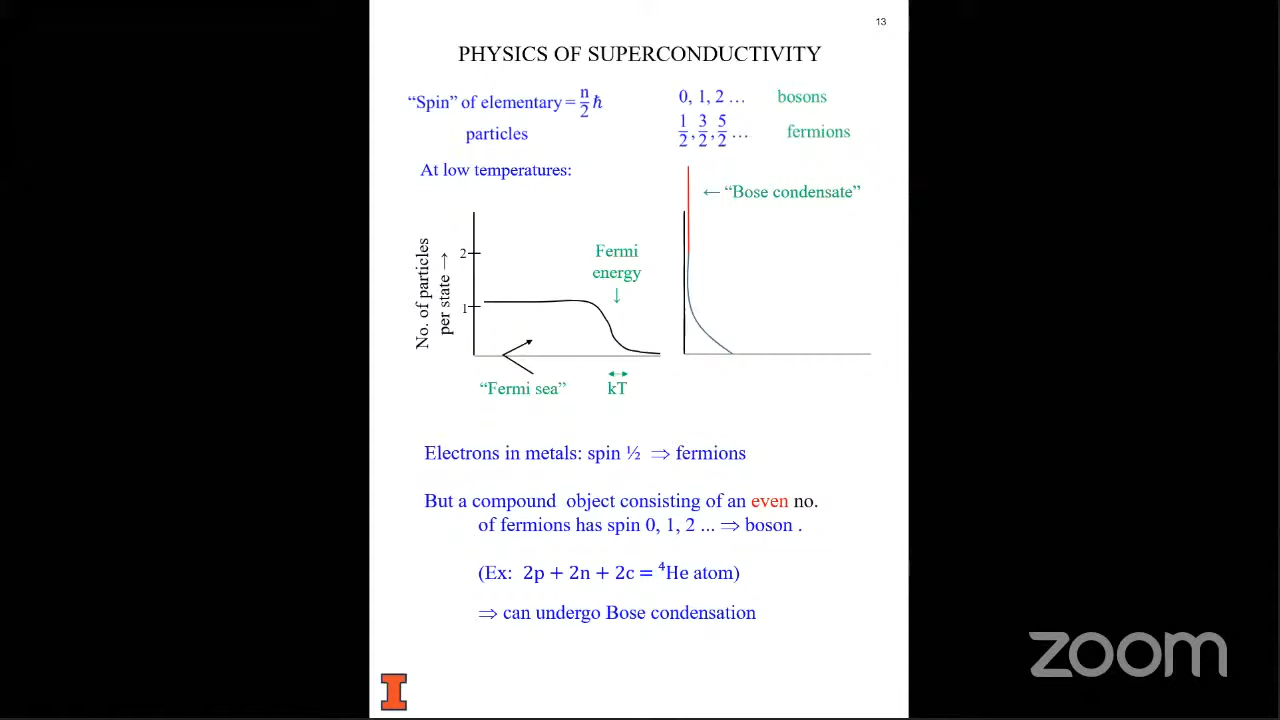 13
PHYSICS OF SUPERCONDUCTIVITY
“Spin” of elementary = n/2 ħ
particles
0, 1, 2 … bosons
1/2, 3/2, 5/2 … fermions
At low temperatures:
← “Bose condensate”
No. of particles
per state →
2
1
Fermi
energy
↓
“Fermi sea”
↔
kT
Electrons in metals: spin ½ ⇒ fermions
But a compound object consisting of an even no.
of fermions has spin 0, 1, 2 ... ⇒ boson .
(Ex: 2p + 2n + 2c = ⁴He atom)
⇒ can undergo Bose condensation
I
zoom